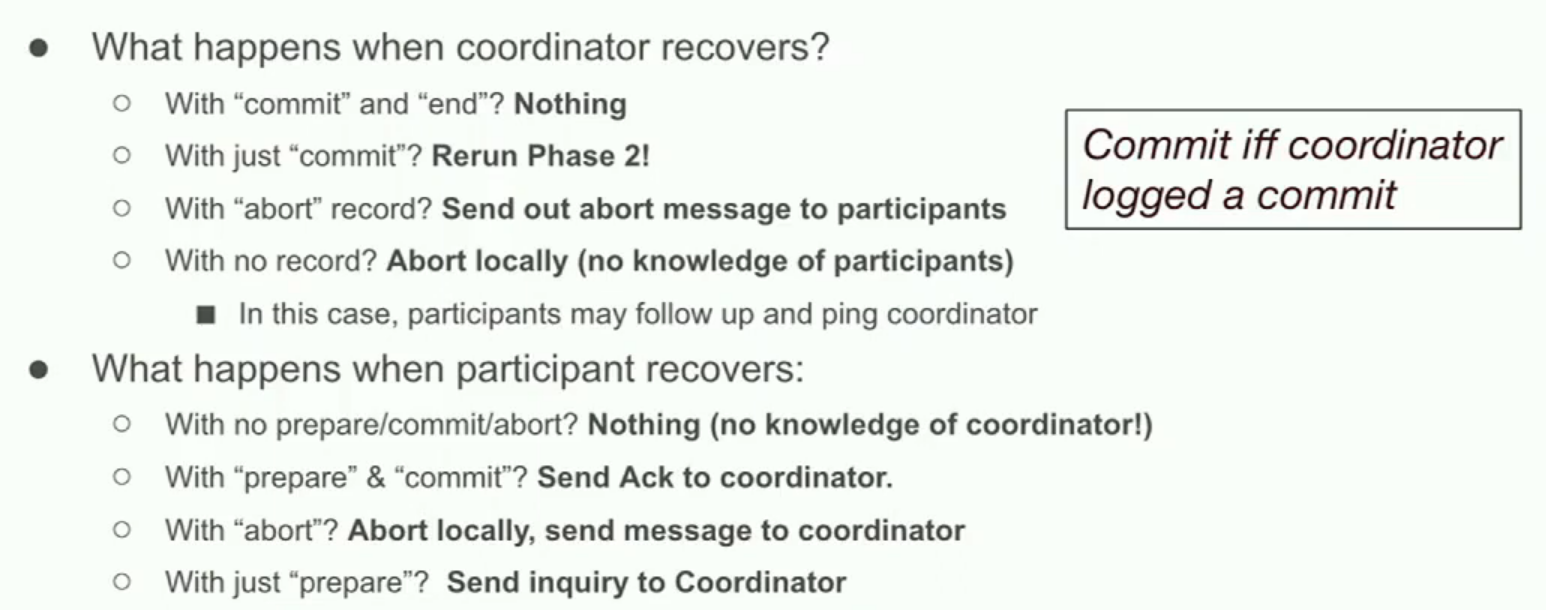 ● What happens when coordinator recovers?
○ With “commit” and “end”? Nothing
○ With just “commit”? Rerun Phase 2!
○ With “abort” record? Send out abort message to participants
○ With no record? Abort locally (no knowledge of participants)
■ In this case, participants may follow up and ping coordinator
Commit iff coordinator
logged a commit
● What happens when participant recovers:
○ With no prepare/commit/abort? Nothing (no knowledge of coordinator!)
○ With “prepare” & “commit”? Send Ack to coordinator.
○ With “abort”? Abort locally, send message to coordinator
○ With just “prepare”? Send inquiry to Coordinator